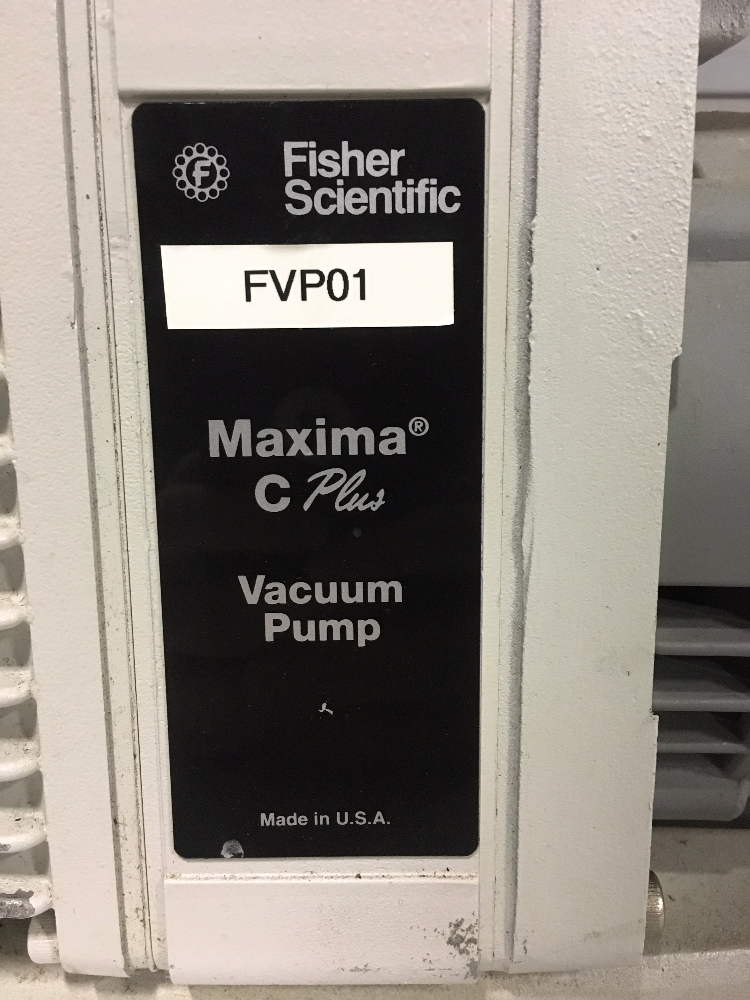 F
Fisher
Scientific
FVP01
Maxima®
C Plus
Vacuum
Pump
Made in U.S.A.